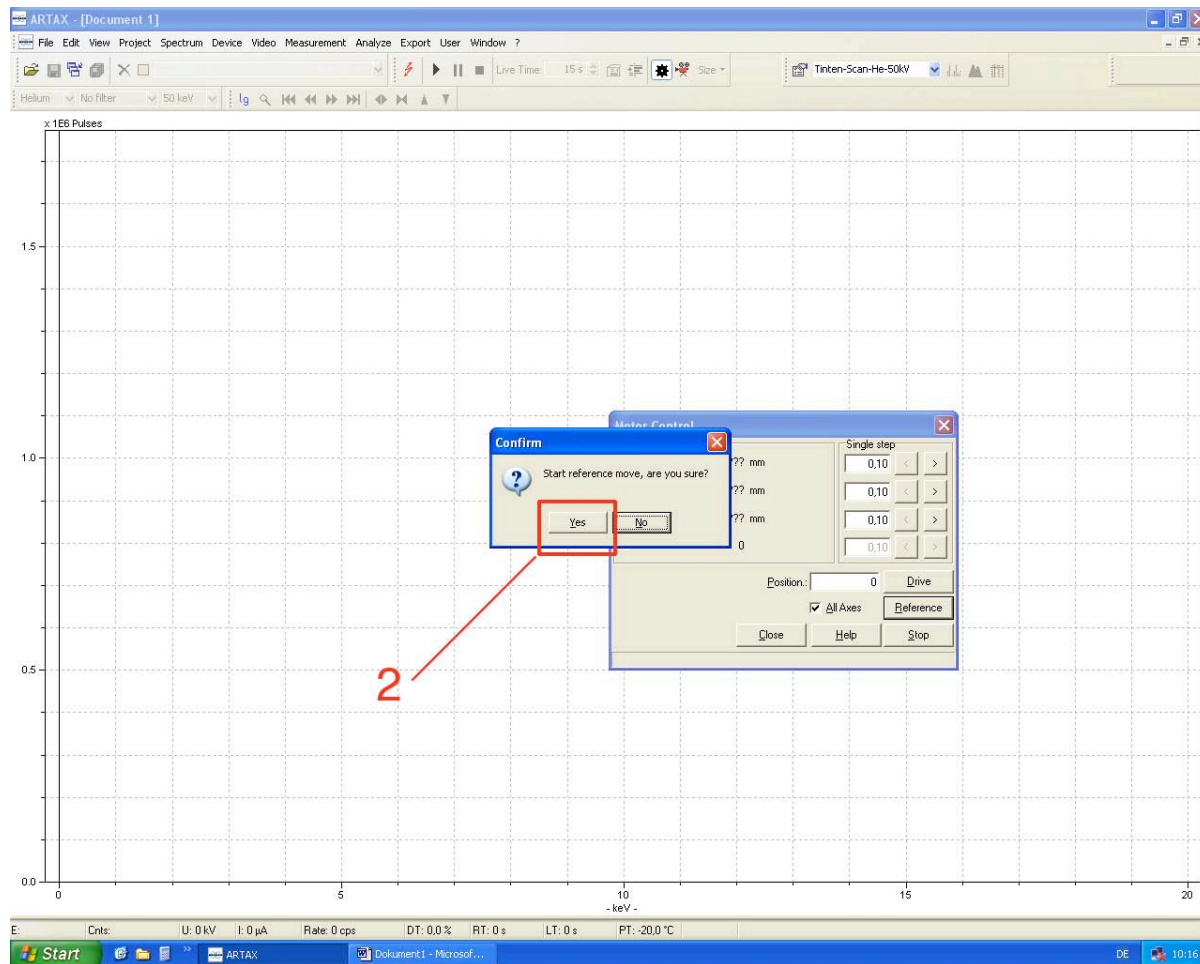 ARTAX - [Document 1]
File Edit View Project Spectrum Device Video Measurement Analyze Export User Window ?
Live Time: 15 s Size Tinten-Scan-He-50kV
Helium No filter 50 keV lg
x 1E6 Pulses
1.5
1.0
0.5
0.0
Motor Control
Single step
?? mm 0,10 < >
?? mm 0,10 < >
?? mm 0,10 < >
0 0,10 < >
Position.: 0 Drive
All Axes Reference
Close Help Stop
Confirm
Start reference move, are you sure?
Yes No
2
0 5 10 15 20
- keV -
E: Cnts: U: 0 kV I: 0 µA Rate: 0 cps DT: 0,0 % RT: 0 s LT: 0 s PT: -20,0 °C
Start » ARTAX Dokument1 - Microsof... DE 10:16